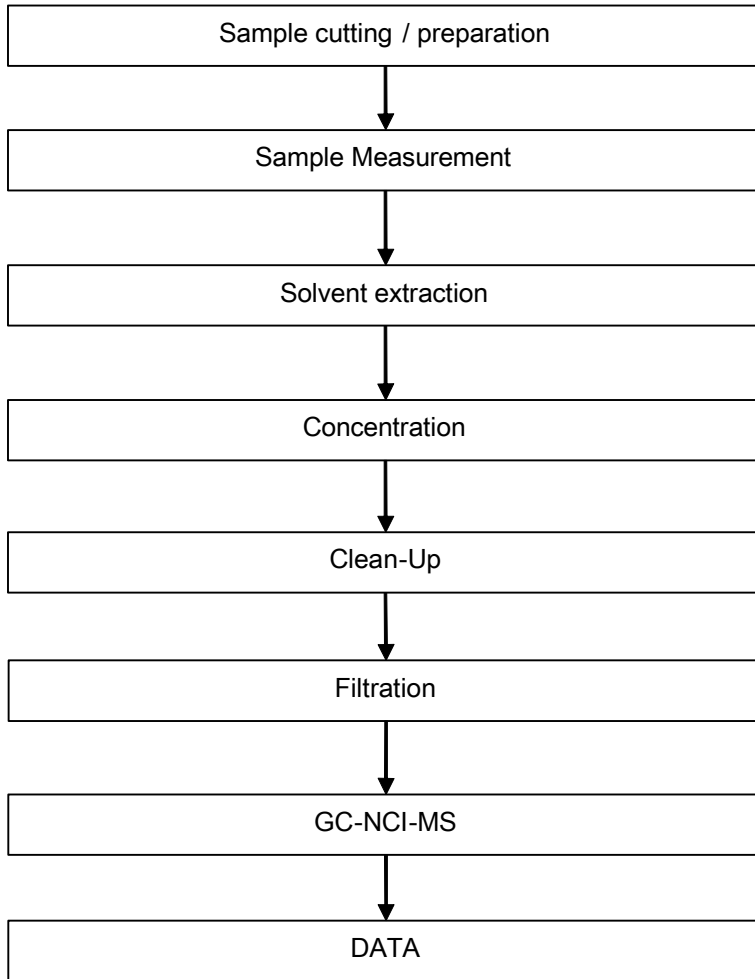 Sample cutting / preparation
Sample Measurement
Solvent extraction
Concentration
Clean-Up
Filtration
GC-NCI-MS
DATA